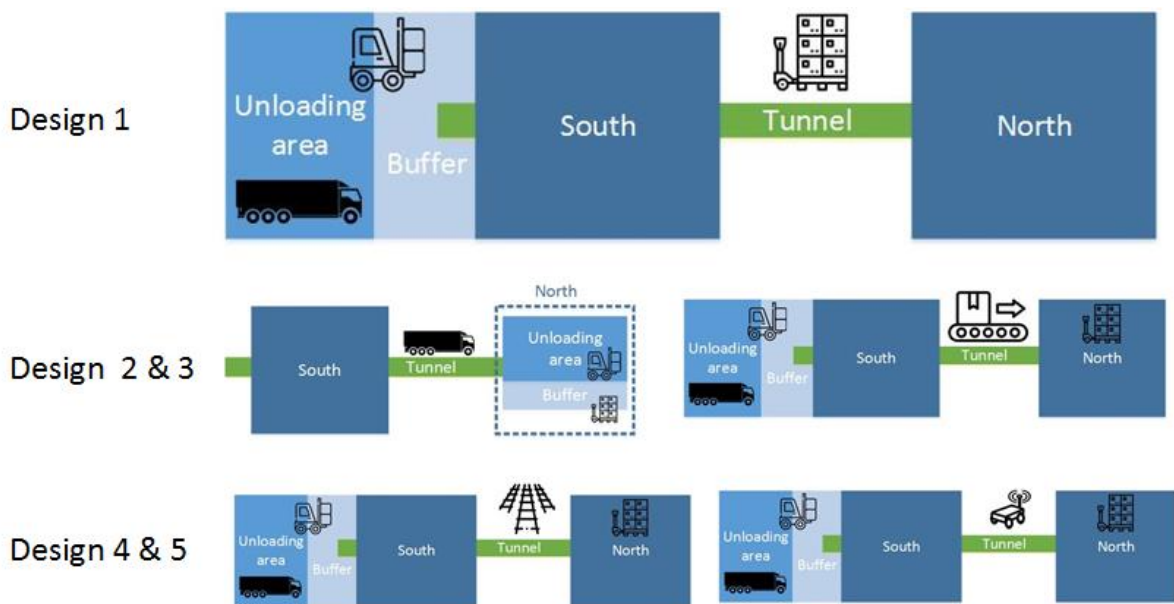 Design 1
Unloading
area
Buffer
South
Tunnel
North
Design  2 & 3
South
Tunnel
North
Unloading
area
Buffer
Unloading
area
Buffer
South
Tunnel
North
Design 4 & 5
Unloading
area
Buffer
South
Tunnel
North
Unloading
area
Buffer
South
Tunnel
North